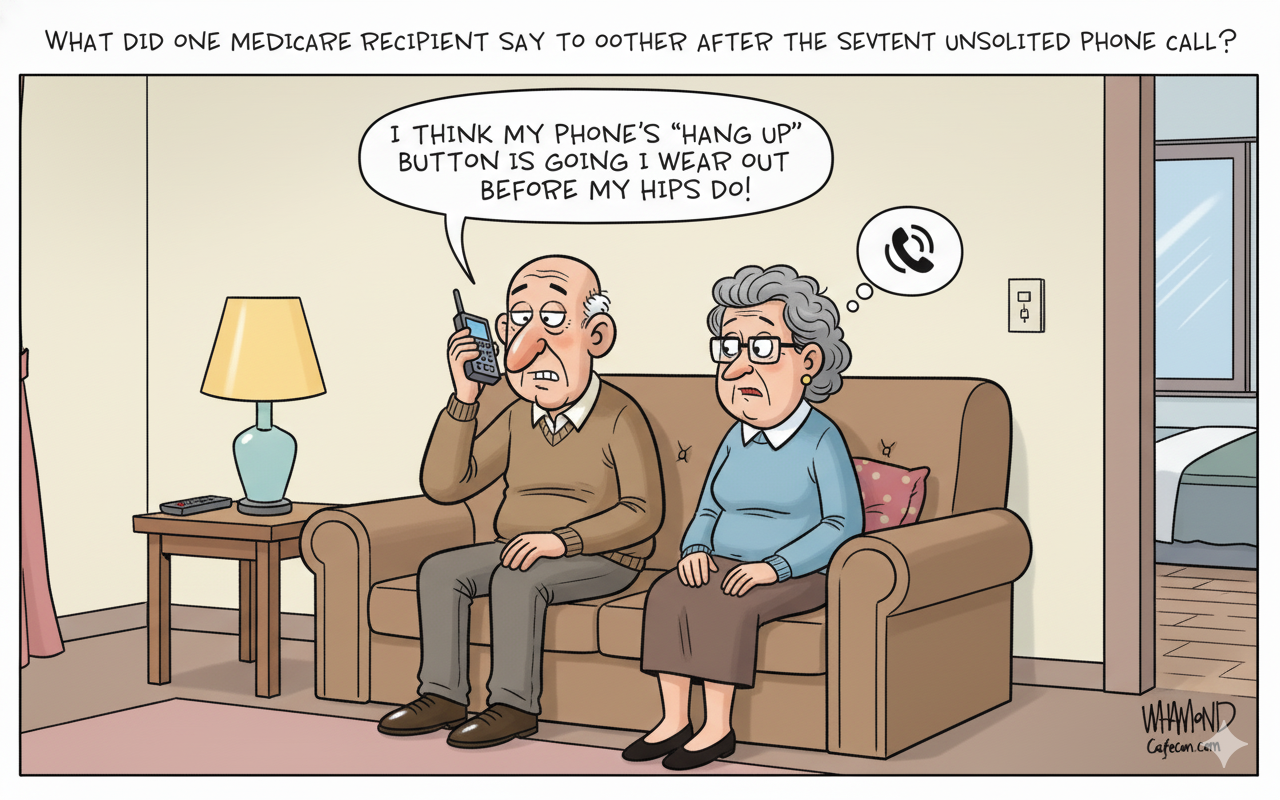 WHAT DID ONE MEDICARE RECIPIENT SAY TO OOTHER AFTER THE SEVTENT UNSOLITED PHONE CALL?
I THINK MY PHONE'S “HANG UP”
BUTTON IS GOING I WEAR OUT
BEFORE MY HIPS DO!
WHAMOND
Cafecon.com